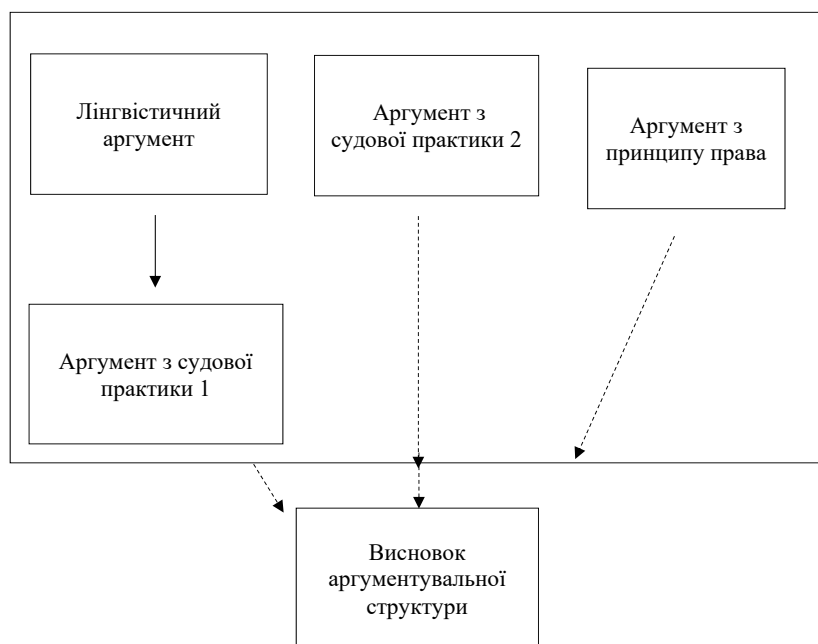 Лінгвістичний
аргумент
Аргумент з
судової практики 2
Аргумент з
принципу права
Аргумент з судової
практики 1
Висновок
аргументувальної
структури